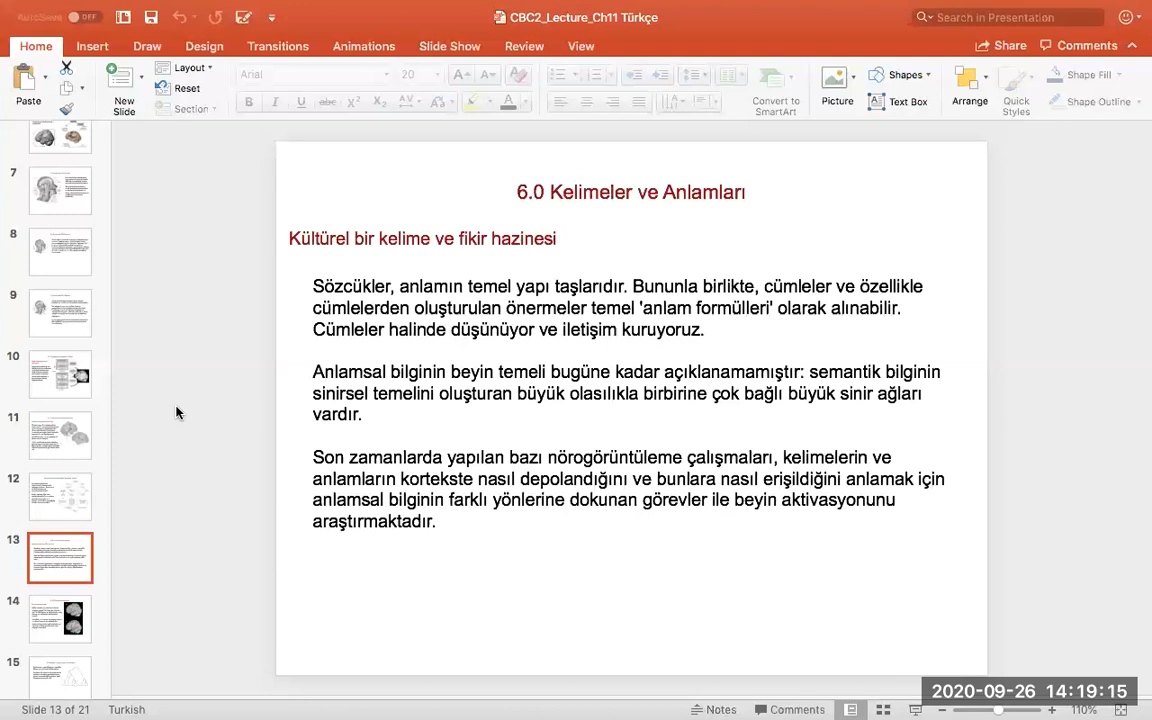 AutoSave OFF
CBC2_Lecture_Ch11 Türkçe
Search in Presentation
Home Insert Draw Design Transitions Animations Slide Show Review View
Share Comments
Paste
New Slide
Layout
Reset
Section
Arial 20
B I U abc X² X₂ AV Aa
Convert to SmartArt
Picture
Shapes
Text Box
Arrange
Quick Styles
Shape Fill
Shape Outline
7
8
9
10
11
12
13
14
15
6.0 Kelimeler ve Anlamları
Kültürel bir kelime ve fikir hazinesi
Sözcükler, anlamın temel yapı taşlarıdır. Bununla birlikte, cümleler ve özellikle
cümlelerden oluşturulan önermeler temel 'anlam formülleri' olarak alınabilir.
Cümleler halinde düşünüyor ve iletişim kuruyoruz.
Anlamsal bilginin beyin temeli bugüne kadar açıklanamamıştır: semantik bilginin
sinirsel temelini oluşturan büyük olasılıkla birbirine çok bağlı büyük sinir ağları
vardır.
Son zamanlarda yapılan bazı nörogörüntüleme çalışmaları, kelimelerin ve
anlamların kortekste nasıl depolandığını ve bunlara nasıl erişildiğini anlamak için
anlamsal bilginin farklı yönlerine dokunan görevler ile beyin aktivasyonunu
araştırmaktadır.
2020-09-26 14:19:15
Slide 13 of 21 Turkish
Notes Comments 110%